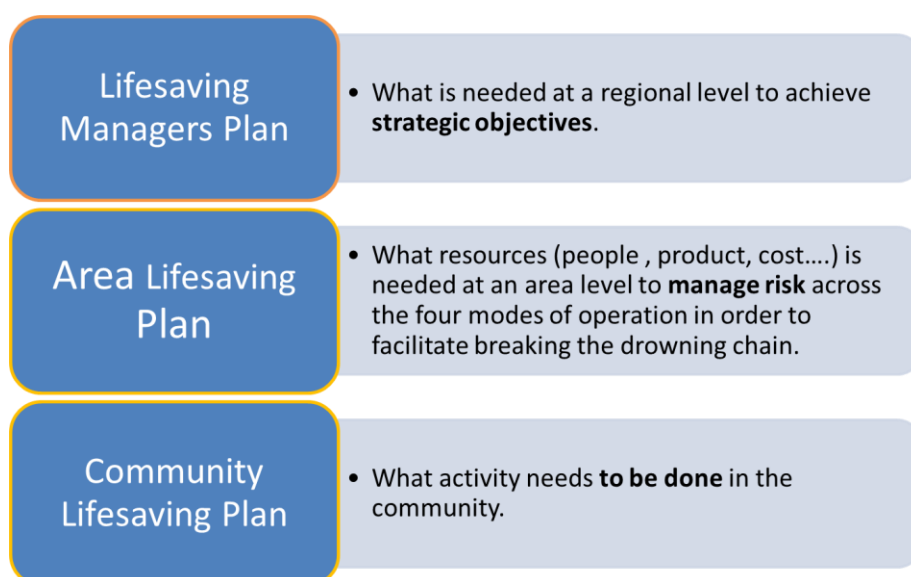 Lifesaving
Managers Plan
• What is needed at a regional level to achieve
strategic objectives.
Area Lifesaving
Plan
• What resources (people , product, cost....) is
needed at an area level to manage risk across
the four modes of operation in order to
facilitate breaking the drowning chain.
Community
Lifesaving Plan
• What activity needs to be done in the
community.